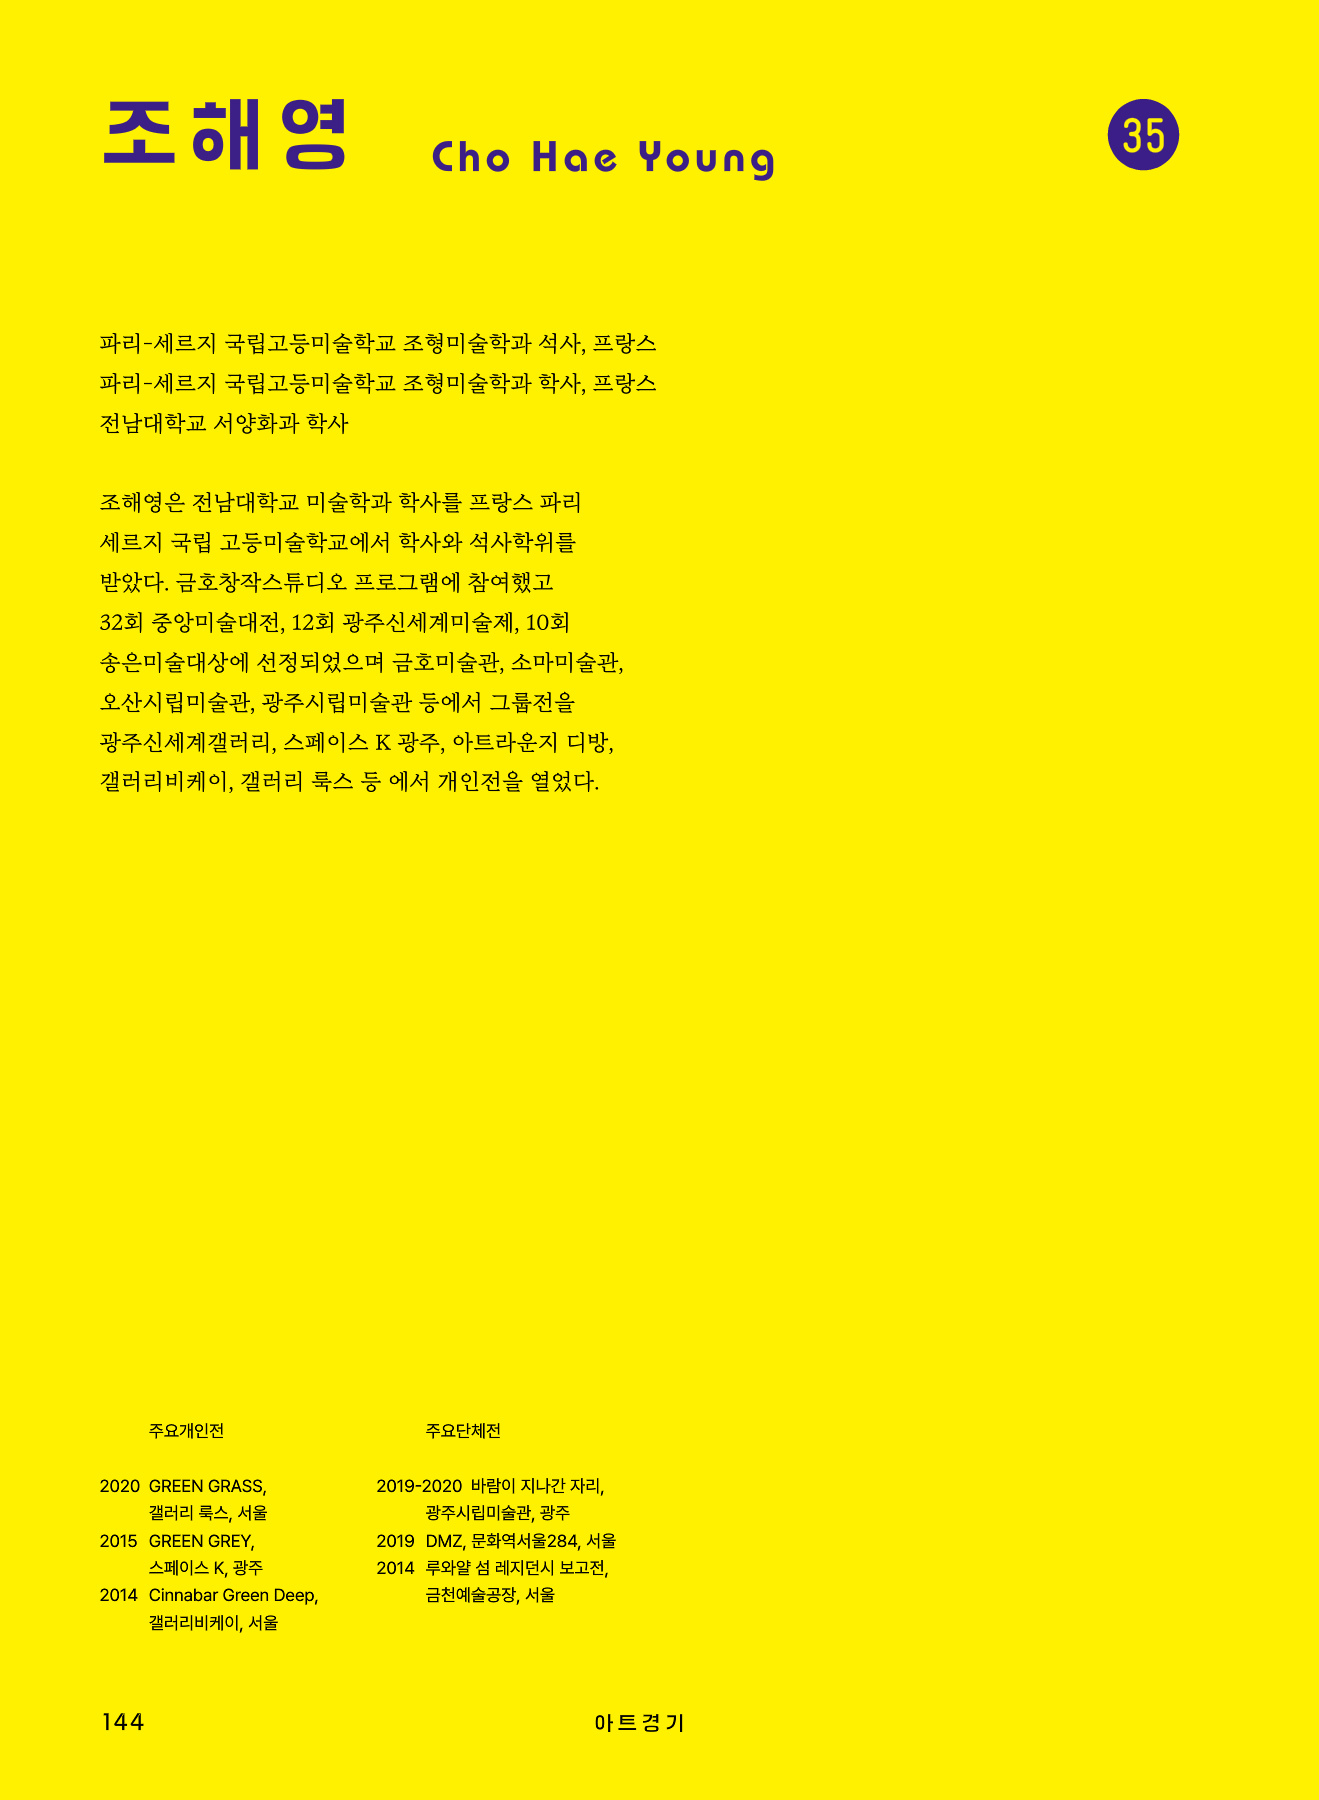 조해영 Cho Hae Young
35
파리-세르지 국립고등미술학교 조형미술학과 석사, 프랑스
파리-세르지 국립고등미술학교 조형미술학과 학사, 프랑스
전남대학교 서양화과 학사
조해영은 전남대학교 미술학과 학사를 프랑스 파리
세르지 국립 고등미술학교에서 학사와 석사학위를
받았다. 금호창작스튜디오 프로그램에 참여했고
32회 중앙미술대전, 12회 광주신세계미술제, 10회
송은미술대상에 선정되었으며 금호미술관, 소마미술관,
오산시립미술관, 광주시립미술관 등에서 그룹전을
광주신세계갤러리, 스페이스 K 광주, 아트라운지 디방,
갤러리비케이, 갤러리 룩스 등 에서 개인전을 열었다.
주요개인전
2020 GREEN GRASS,
갤러리 룩스, 서울
2015 GREEN GREY,
스페이스 K, 광주
2014 Cinnabar Green Deep,
갤러리비케이, 서울
주요단체전
2019-2020 바람이 지나간 자리,
광주시립미술관, 광주
2019 DMZ, 문화역서울284, 서울
2014 루와얄 섬 레지던시 보고전,
금천예술공장, 서울
144
아트경기